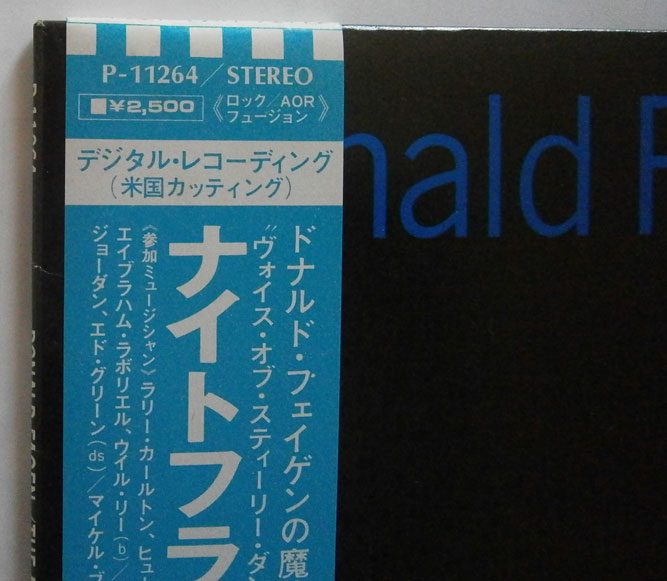 P-11264／STEREO
■¥2,500
《ロック／AOR
フュージョン》
デジタル・レコーディング
(米国カッティング)
ドナルド・フェイゲンの魔
"ヴォイス・オブ・スティーリー・ダン
ナイトフラ
《参加ミュージシャン》ラリー・カールトン、ヒュー
エイブラハム・ラボリエル、ウイル・リー(b)／
ジョーダン、エド・グリーン(ds)／マイケル・ブ
nald F